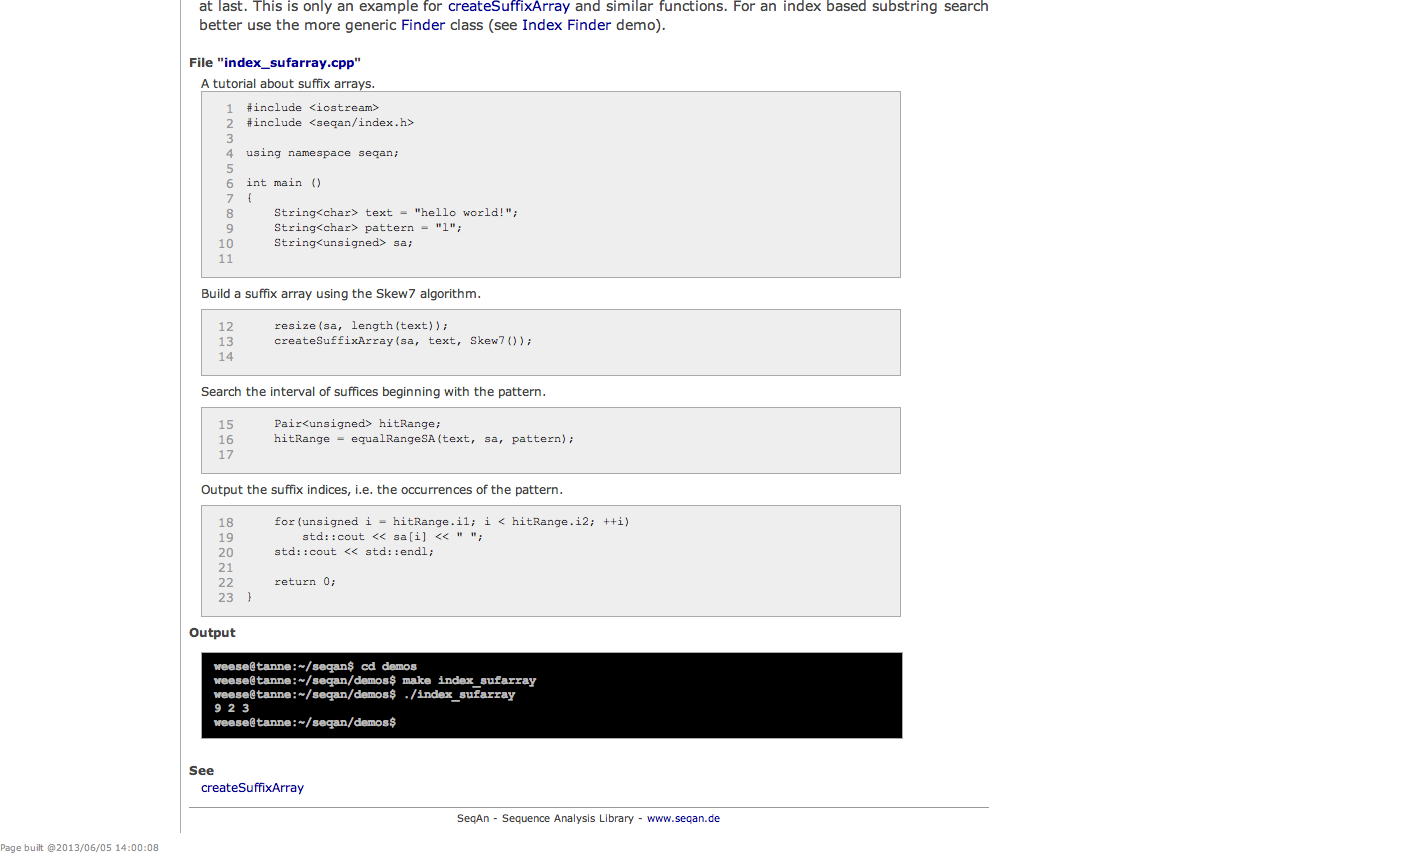 at last. This is only an example for createSuffixArray and similar functions. For an index based substring search
better use the more generic Finder class (see Index Finder demo).
File "index_sufarray.cpp"
A tutorial about suffix arrays.
1 #include <iostream>
2 #include <seqan/index.h>
3
4 using namespace seqan;
5
6 int main ()
7 {
8     String<char> text = "hello world!";
9     String<char> pattern = "l";
10     String<unsigned> sa;
11
Build a suffix array using the Skew7 algorithm.
12     resize(sa, length(text));
13     createSuffixArray(sa, text, Skew7());
14
Search the interval of suffices beginning with the pattern.
15     Pair<unsigned> hitRange;
16     hitRange = equalRangeSA(text, sa, pattern);
17
Output the suffix indices, i.e. the occurrences of the pattern.
18     for(unsigned i = hitRange.i1; i < hitRange.i2; ++i)
19         std::cout << sa[i] << " ";
20     std::cout << std::endl;
21
22     return 0;
23 }
Output
weese@tanne:~/seqan$ cd demos
weese@tanne:~/seqan/demos$ make index_sufarray
weese@tanne:~/seqan/demos$ ./index_sufarray
9 2 3
weese@tanne:~/seqan/demos$
See
createSuffixArray
SeqAn - Sequence Analysis Library - www.seqan.de
Page built @2013/06/05 14:00:08